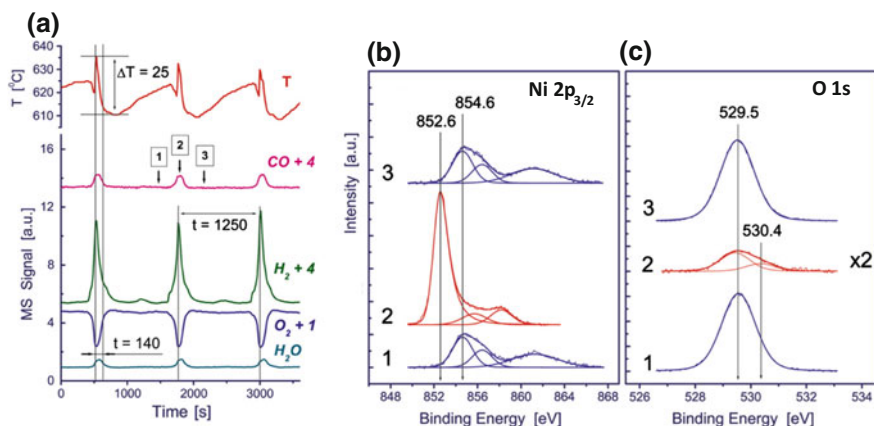 (a)
T [°C]
640
630
620
610
ΔT = 25
T
MS Signal [a.u.]
16
12
8
4
0
1
2
3
CO + 4
t = 1250
H₂ + 4
O₂ + 1
t = 140
H₂O
0
1000
2000
3000
Time [s]
(b)
Ni 2p3/2
852.6
854.6
Intensity [a.u.]
3
2
1
848
852
856
860
864
868
Binding Energy [eV]
(c)
O 1s
529.5
3
530.4
2
x2
1
526
528
530
532
534
Binding Energy [eV]